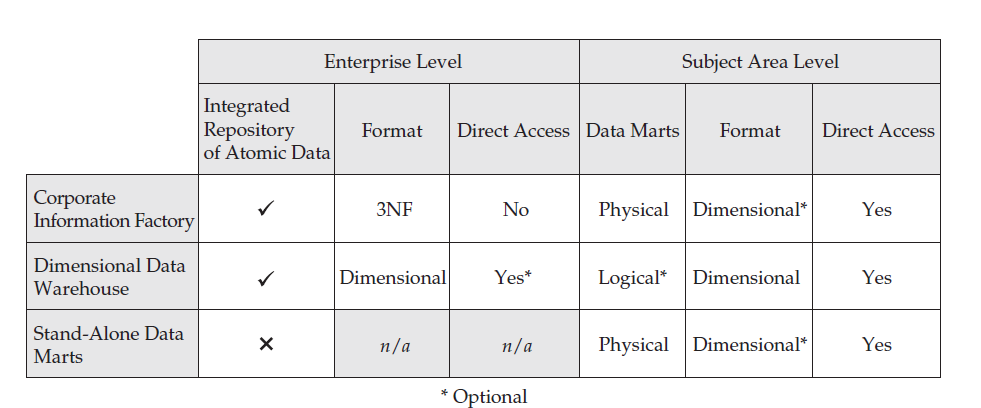 Enterprise Level Subject Area Level
Integrated
Repository
of Atomic Data
Format Direct Access Data Marts Format Direct Access
Corporate
Information Factory
✓ 3NF No Physical Dimensional* Yes
Dimensional Data
Warehouse
✓ Dimensional Yes* Logical* Dimensional Yes
Stand-Alone Data
Marts
✗ n/a n/a Physical Dimensional* Yes
* Optional